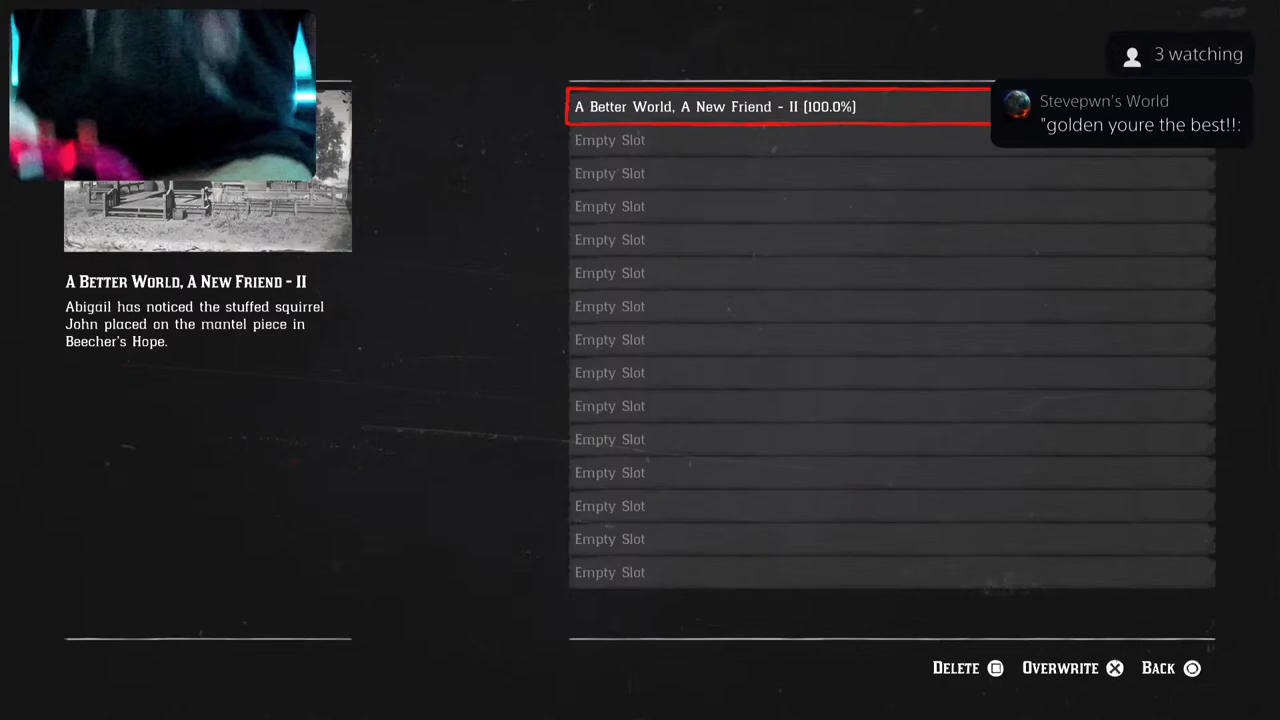 3 watching
Stevepwn's World
"golden youre the best!!:
A BETTER WORLD, A NEW FRIEND - II
Abigail has noticed the stuffed squirrel
John placed on the mantel piece in
Beecher's Hope.
A Better World, A New Friend - II (100.0%)
Empty Slot
Empty Slot
Empty Slot
Empty Slot
Empty Slot
Empty Slot
Empty Slot
Empty Slot
Empty Slot
Empty Slot
Empty Slot
Empty Slot
Empty Slot
Empty Slot
DELETE OVERWRITE BACK